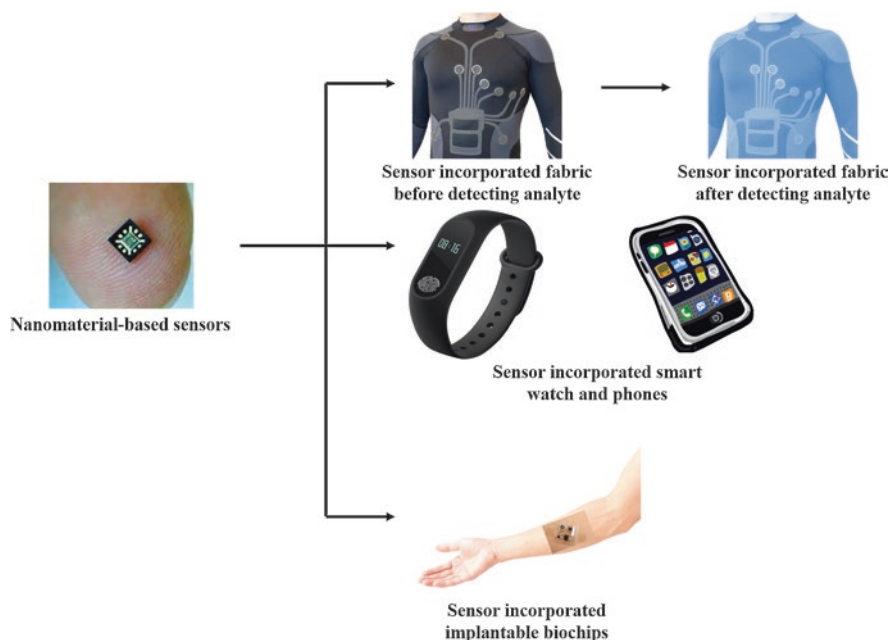 Sensor incorporated fabric
before detecting analyte
Sensor incorporated fabric
after detecting analyte
Nanomaterial-based sensors
08:16
Sensor incorporated smart
watch and phones
Sensor incorporated
implantable biochips